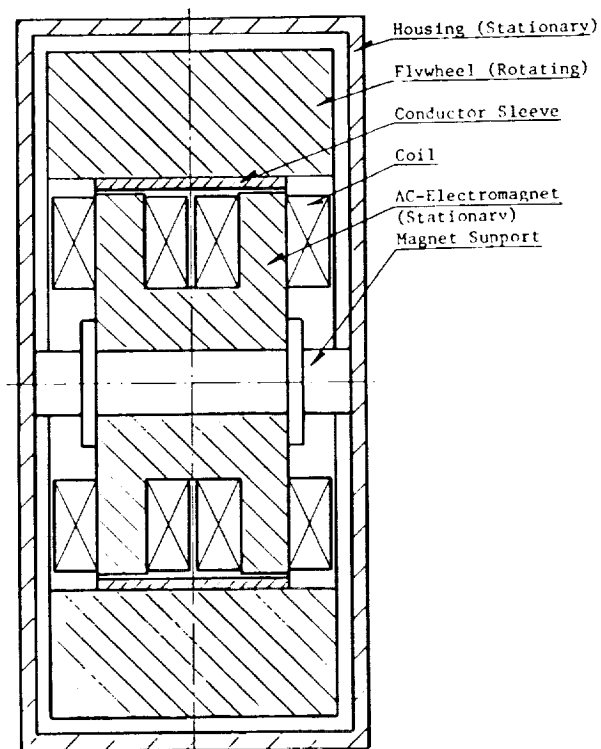 Housing (Stationary)
Flywheel (Rotating)
Conductor Sleeve
Coil
AC-Electromagnet
(Stationary)
Magnet Support